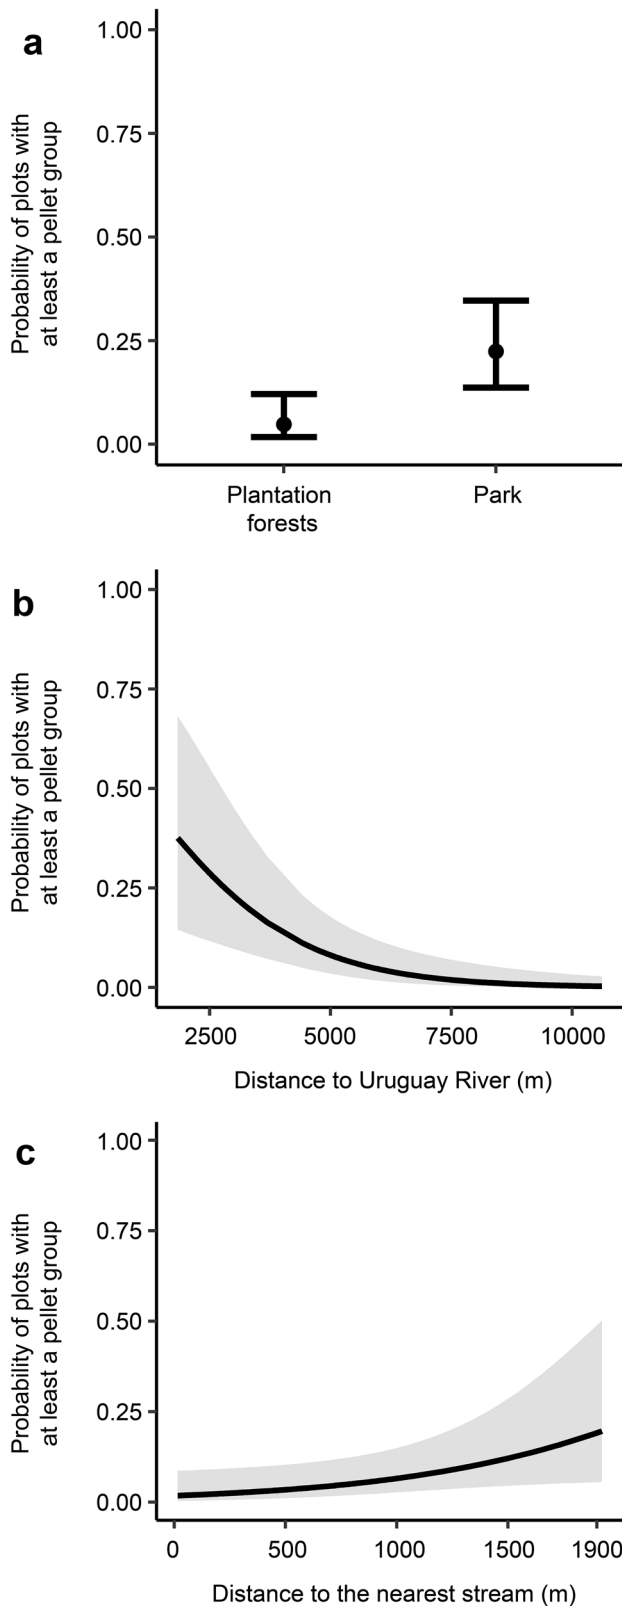 a
Probability of plots with
at least a pellet group
1.00
0.75
0.50
0.25
0.00
Plantation
forests
Park
b
Probability of plots with
at least a pellet group
1.00
0.75
0.50
0.25
0.00
2500 5000 7500 10000
Distance to Uruguay River (m)
c
Probability of plots with
at least a pellet group
1.00
0.75
0.50
0.25
0.00
0 500 1000 1500 1900
Distance to the nearest stream (m)